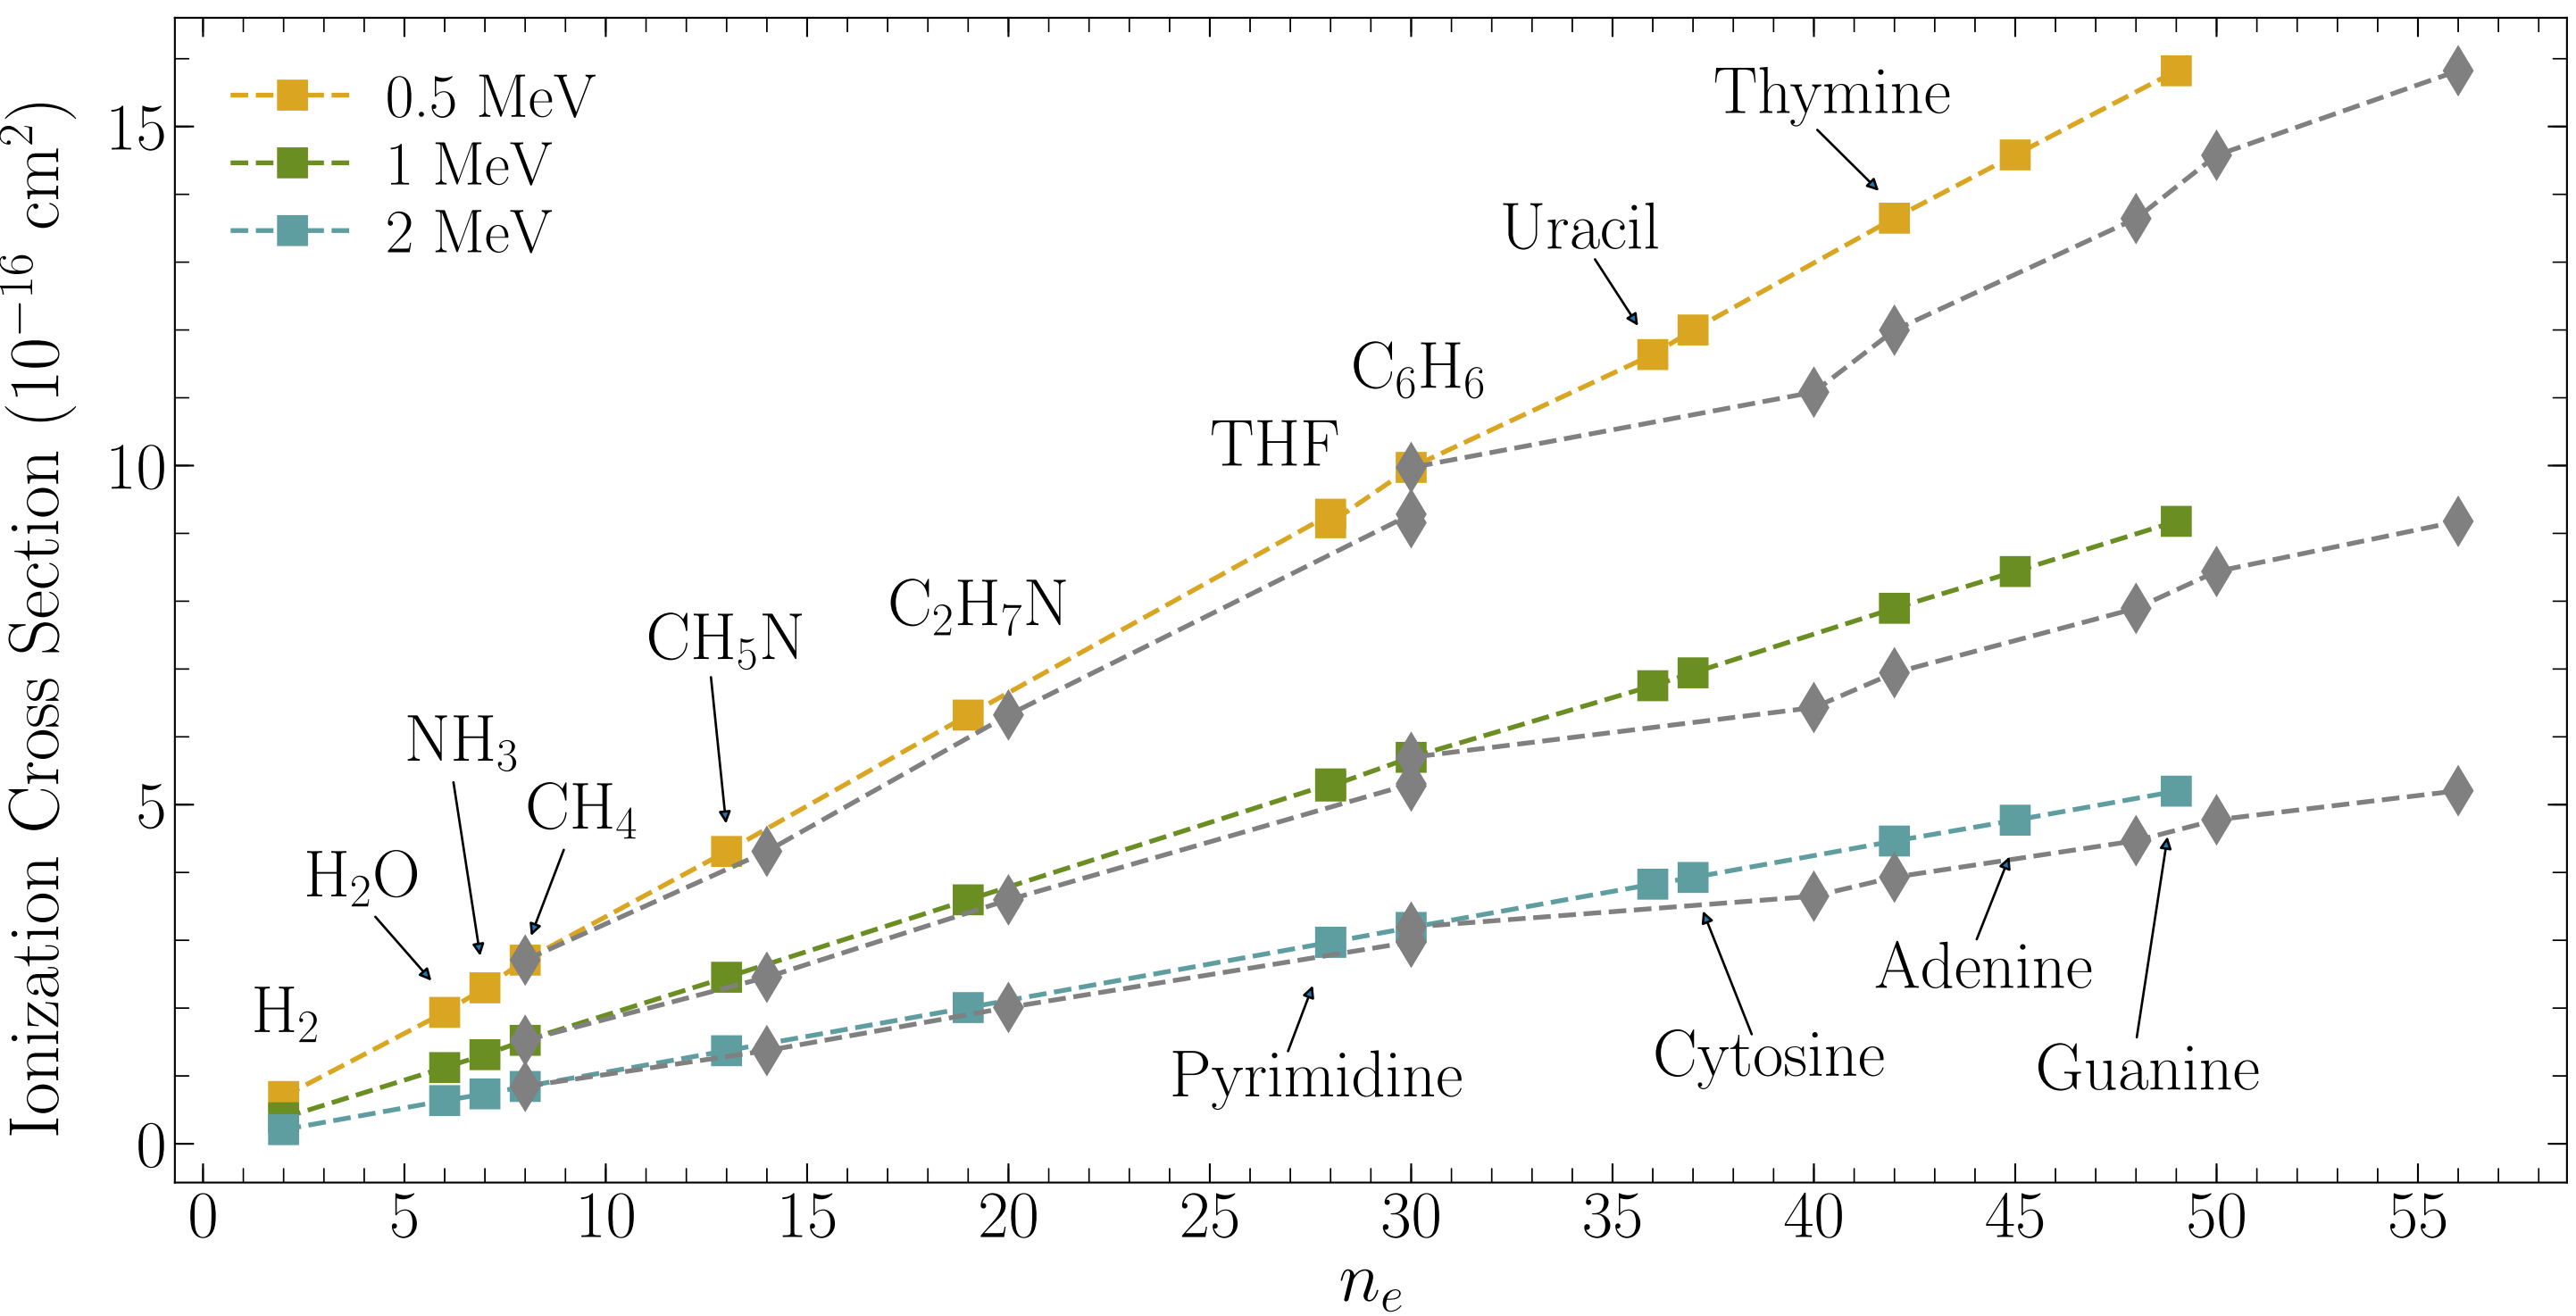 0.5 MeV
1 MeV
2 MeV
Ionization Cross Section (10⁻¹⁶ cm²)
15
10
5
0
H₂
H₂O
NH₃
CH₄
CH₅N
C₂H₇N
THF
C₆H₆
Uracil
Thymine
Pyrimidine
Cytosine
Adenine
Guanine
0 5 10 15 20 25 30 35 40 45 50 55
nₑ